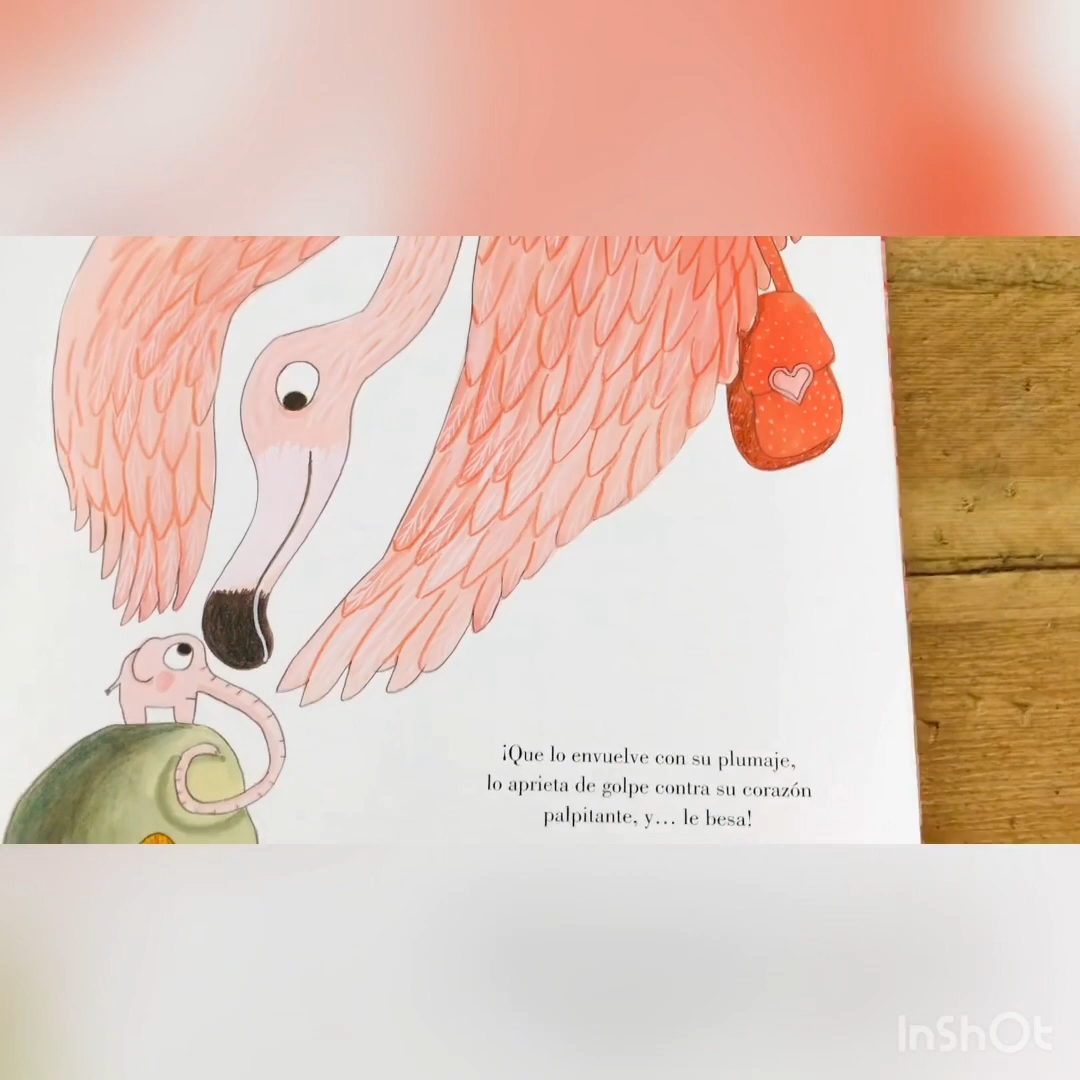 ¡Que lo envuelve con su plumaje,
lo aprieta de golpe contra su corazón
palpitante, y... le besa!
InShOt